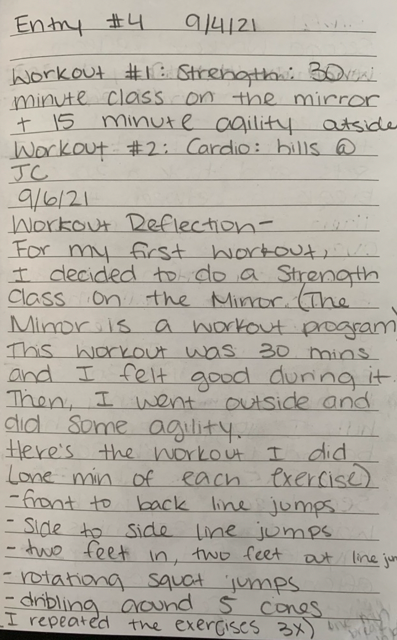 Entry #4 9/4/21
Workout #1: Strength: 30
minute class on the mirror
+ 15 minute agility atside
Workout #2: Cardio: hills @
JC
9/6/21
Workout Reflection-
For my first workout,
I decided to do a Strength
Class on the Mirror. (The
Mirror is a workout program)
This workout was 30 mins
and I felt good during it.
Then, I went outside and
did some agility.
Here's the workout I did
(one min of each exercise)
-front to back line jumps
- Side to side line jumps
- two feet in, two feet out line jum
- rotationg squat jumps
- dribling around 5 cones
I repeated the exercises 3x)